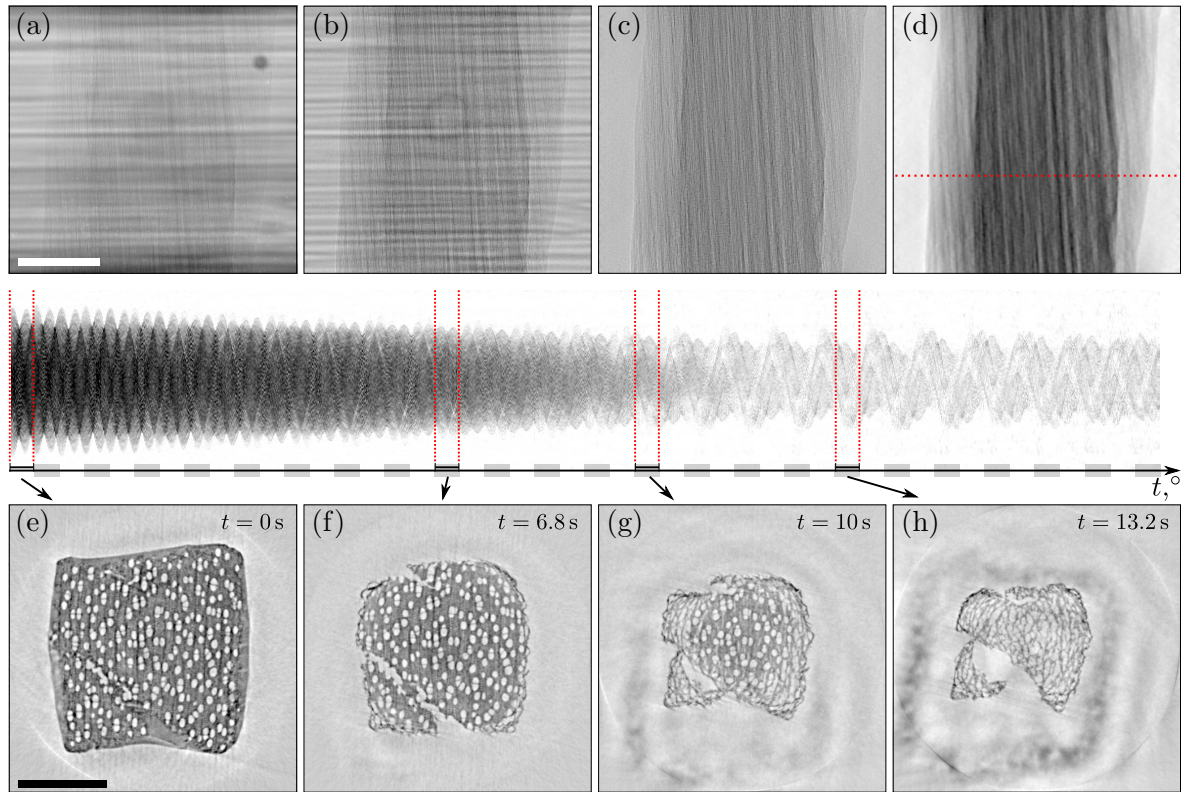 (a)
(b)
(c)
(d)
t,°
(e) t = 0 s
(f) t = 6.8 s
(g) t = 10 s
(h) t = 13.2 s